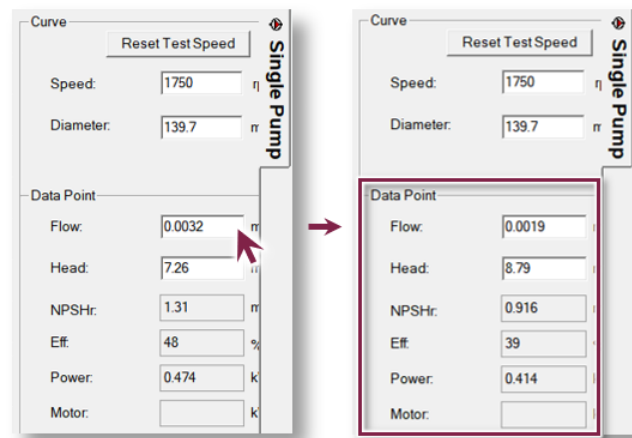 Curve
Reset Test Speed
Speed: 1750
Diameter: 139.7
Single Pump
Data Point
Flow: 0.0032 m
Head: 7.26
NPSHr: 1.31 m
Eff: 48 %
Power: 0.474 k
Motor: k
Curve
Reset Test Speed
Speed: 1750
Diameter: 139.7
Single Pump
Data Point
Flow: 0.0019
Head: 8.79
NPSHr: 0.916
Eff: 39
Power: 0.414
Motor: